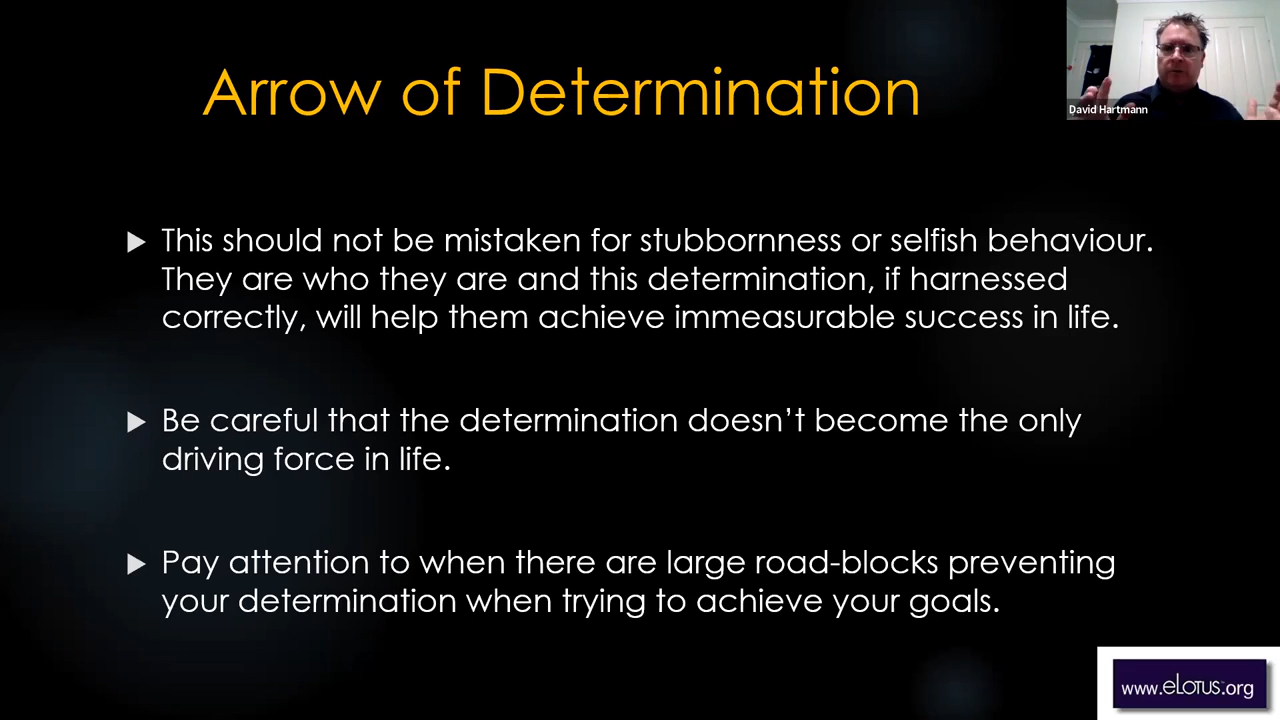 Arrow of Determination
David Hartmann
This should not be mistaken for stubbornness or selfish behaviour.
They are who they are and this determination, if harnessed
correctly, will help them achieve immeasurable success in life.
Be careful that the determination doesn’t become the only
driving force in life.
Pay attention to when there are large road-blocks preventing
your determination when trying to achieve your goals.
www.eLotus.org